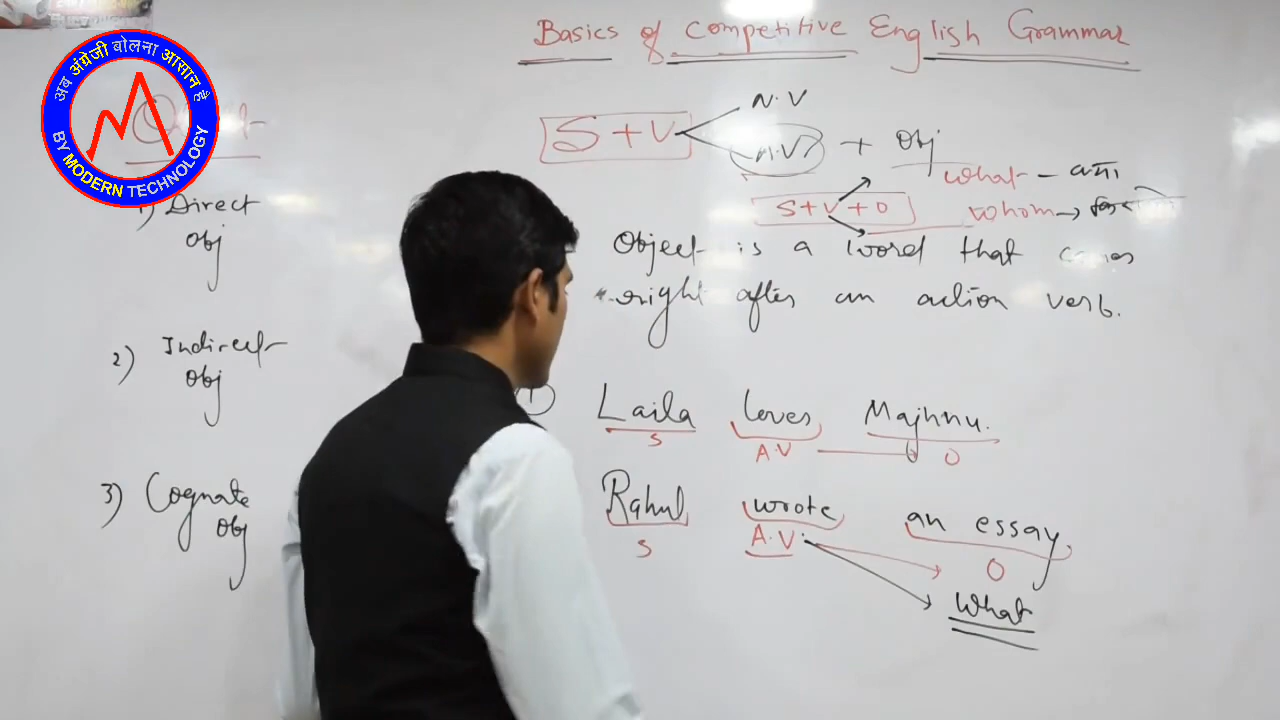 Basics of Competitive English Grammar
अब अंग्रेजी बोलना आसान है
BY MODERN TECHNOLOGY
S + V
N.V
A.V
+ Obj
what -
S + V + O
whom →
1) Direct
Obj
Object is a word that
right after an action verb.
2) Indirect
Obj
1
Laila loves Majhnu.
S A.V O
3) Cognate
Obj
Rahul wrote an essay.
S A.V O
What